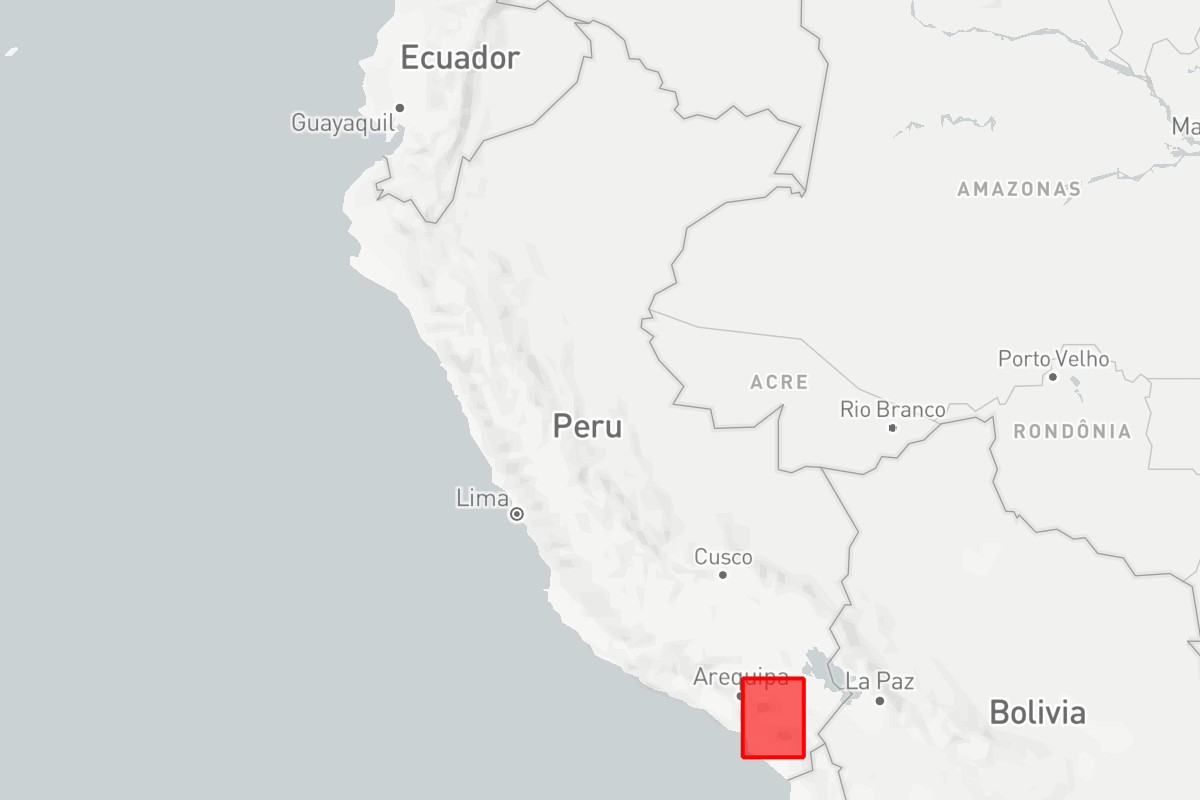 Ecuador
Guayaquil
Ma
AMAZONAS
Porto Velho
ACRE
Rio Branco
Peru
RONDÔNIA
Lima
Cusco
Arequipa
La Paz
Bolivia